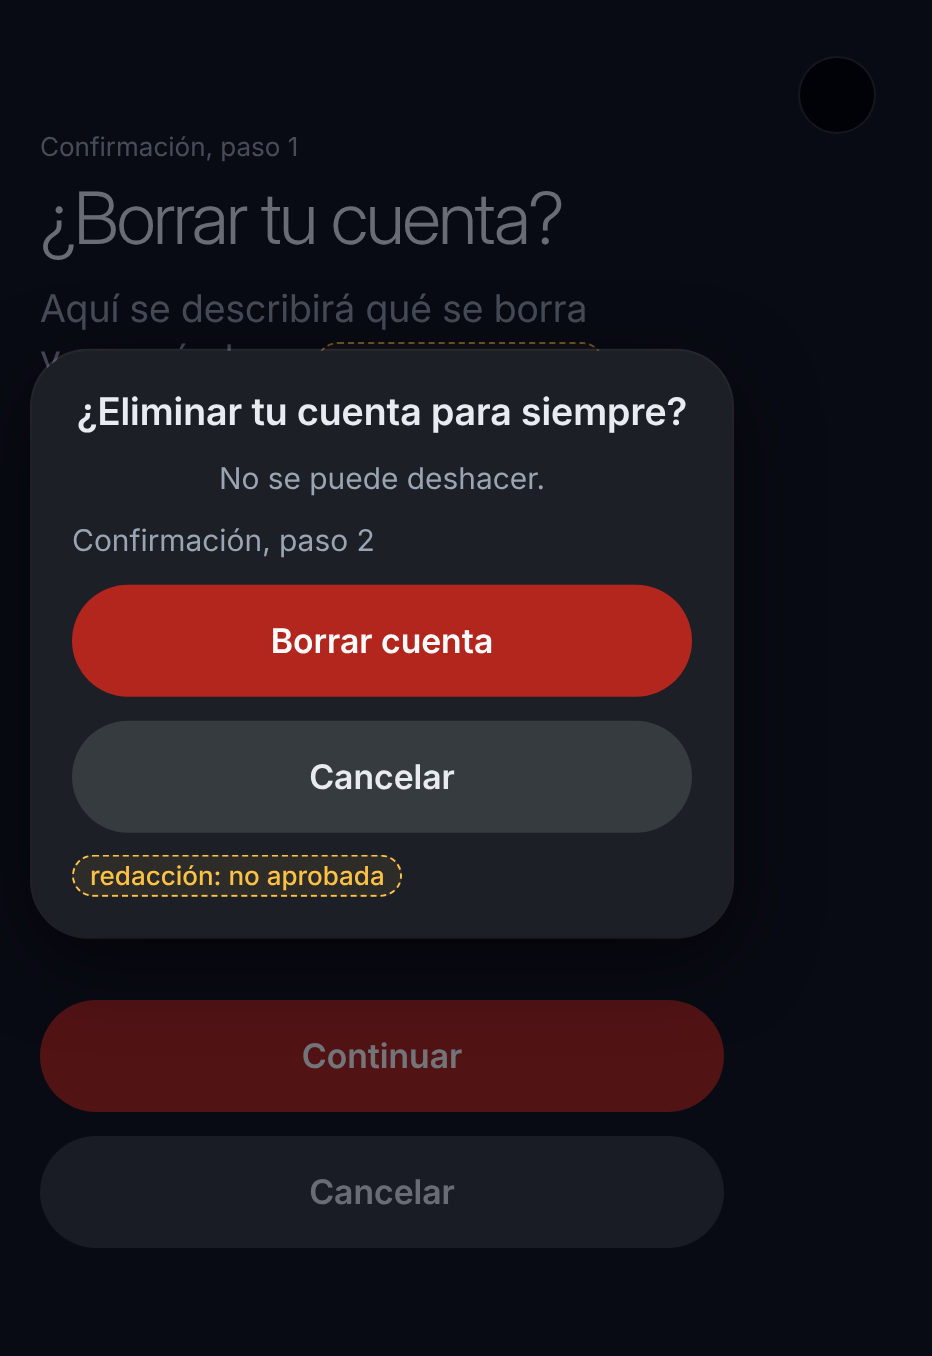 Confirmación, paso 1
¿Borrar tu cuenta?
Aquí se describirá qué se borra
¿Eliminar tu cuenta para siempre?
No se puede deshacer.
Confirmación, paso 2
Borrar cuenta
Cancelar
redacción: no aprobada
Continuar
Cancelar